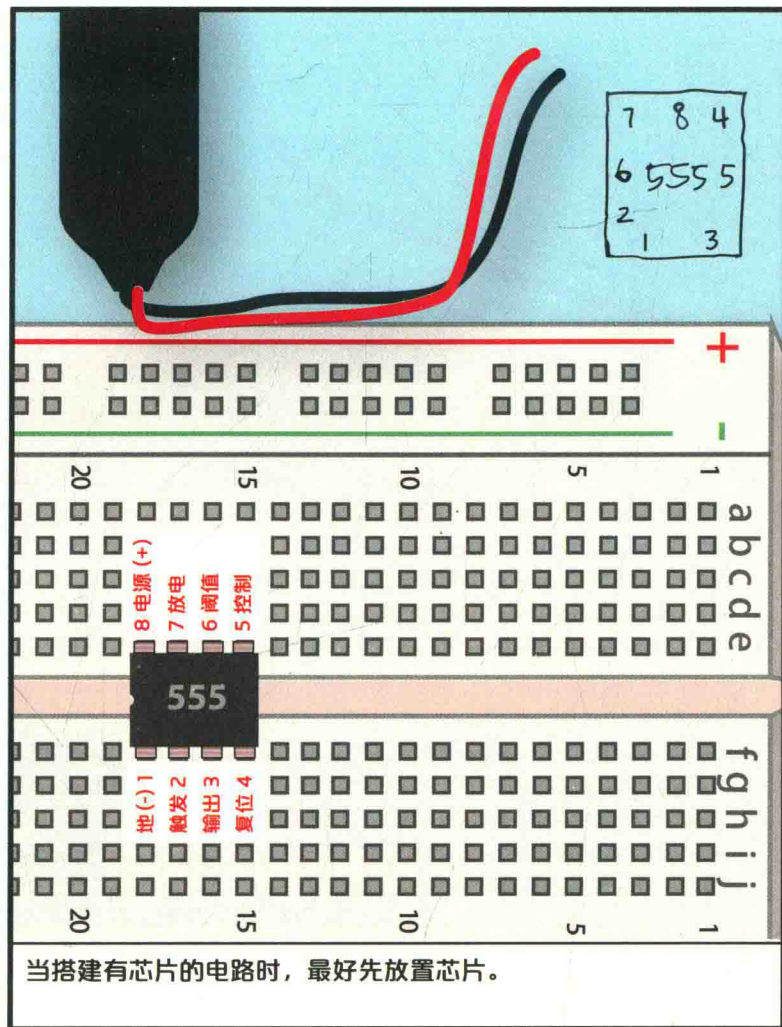 7 8 4
6 555 5
2
1 3
+
-
20 15 10 5 1
a
b
c
d
e
8 电源 (+)
7 放电
6 阈值
5 控制
555
地 (-) 1
触发 2
输出 3
复位 4
f
g
h
i
j
20 15 10 5 1
当搭建有芯片的电路时，最好先放置芯片。